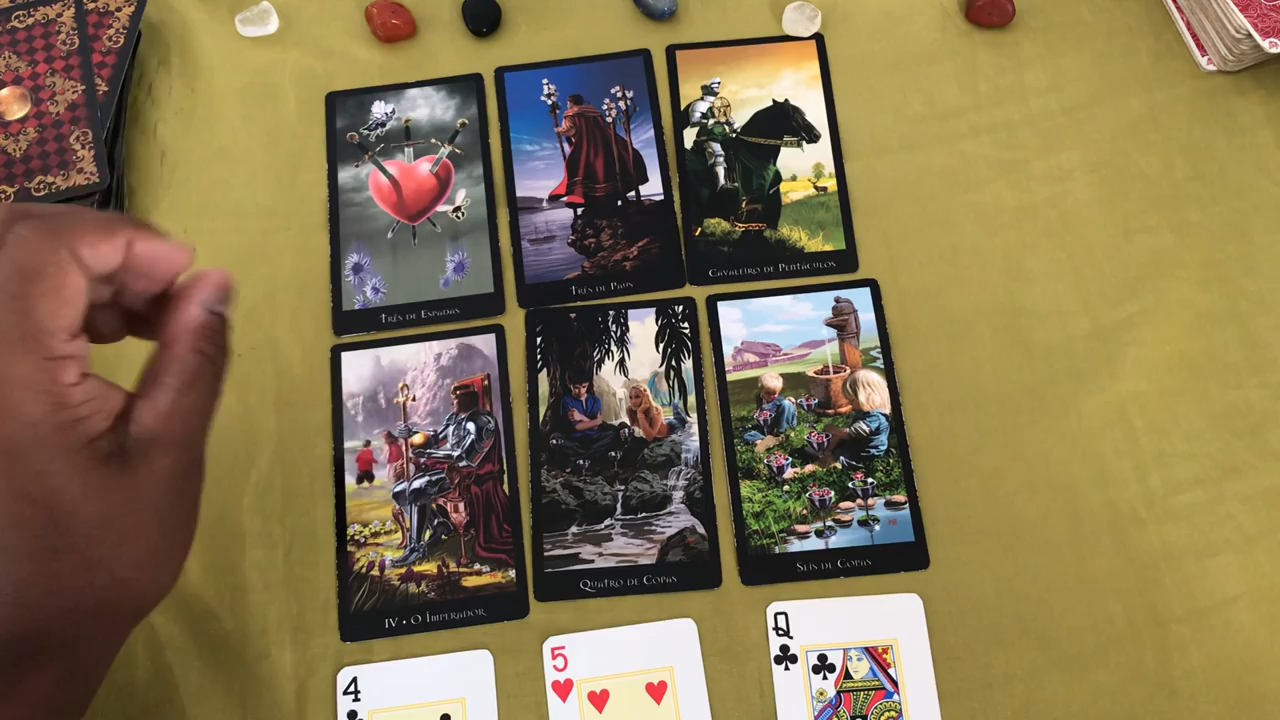 Três de Espadas
Três de Paus
Cavaleiro de Pentáculos
IV • O Imperador
Quatro de Copas
Seis de Copas
4
5
Q